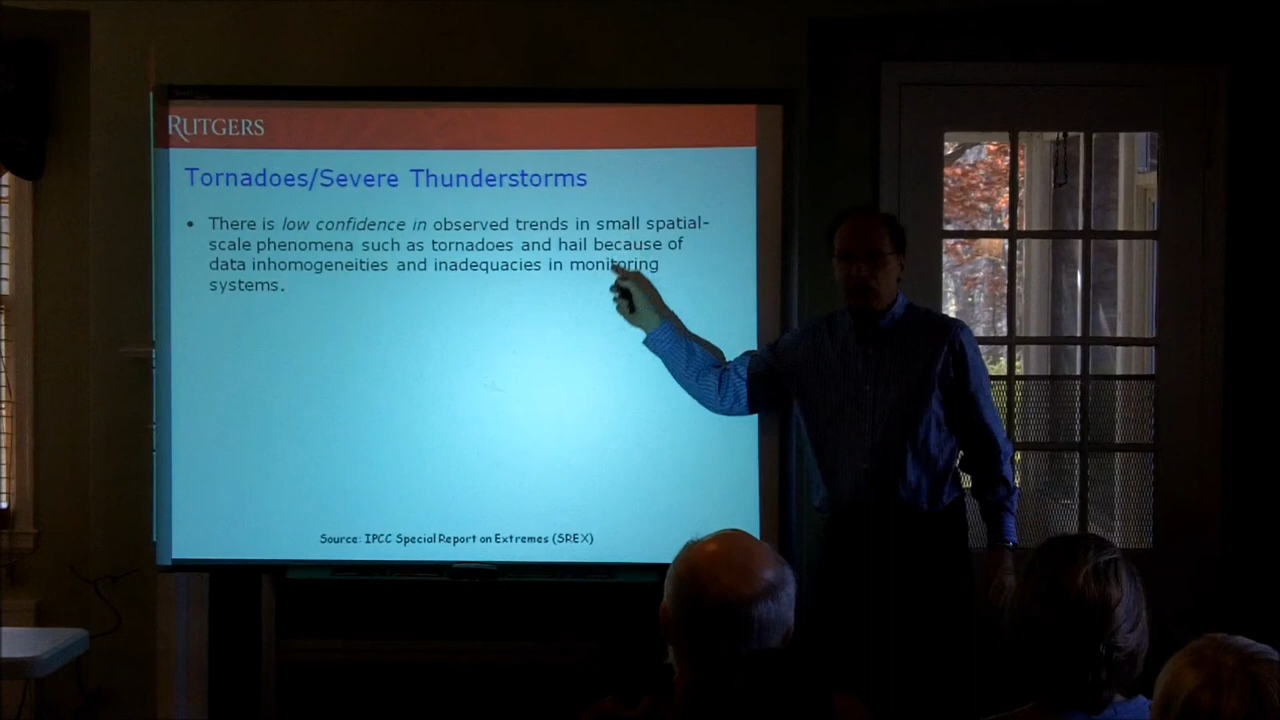 RUTGERS
Tornadoes/Severe Thunderstorms
• There is low confidence in observed trends in small spatial-
scale phenomena such as tornadoes and hail because of
data inhomogeneities and inadequacies in monitoring
systems.
Source: IPCC Special Report on Extremes (SREX)